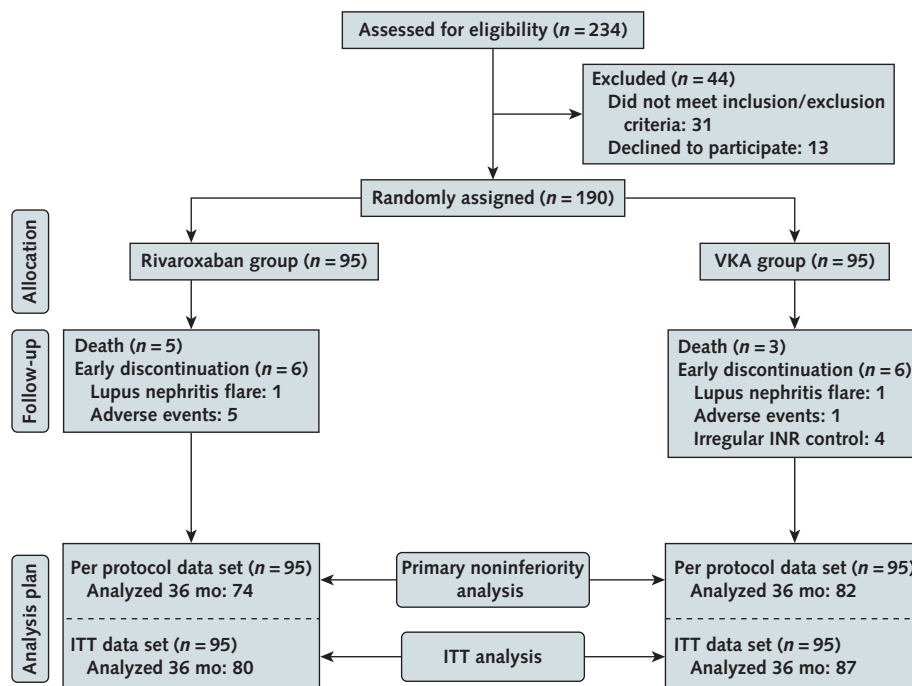 Assessed for eligibility (n = 234)
Excluded (n = 44)
Did not meet inclusion/exclusion
criteria: 31
Declined to participate: 13
Randomly assigned (n = 190)
Allocation
Rivaroxaban group (n = 95)
VKA group (n = 95)
Follow-up
Death (n = 5)
Early discontinuation (n = 6)
Lupus nephritis flare: 1
Adverse events: 5
Death (n = 3)
Early discontinuation (n = 6)
Lupus nephritis flare: 1
Adverse events: 1
Irregular INR control: 4
Analysis plan
Per protocol data set (n = 95)
Analyzed 36 mo: 74
Primary noninferiority
analysis
Per protocol data set (n = 95)
Analyzed 36 mo: 82
ITT data set (n = 95)
Analyzed 36 mo: 80
ITT analysis
ITT data set (n = 95)
Analyzed 36 mo: 87